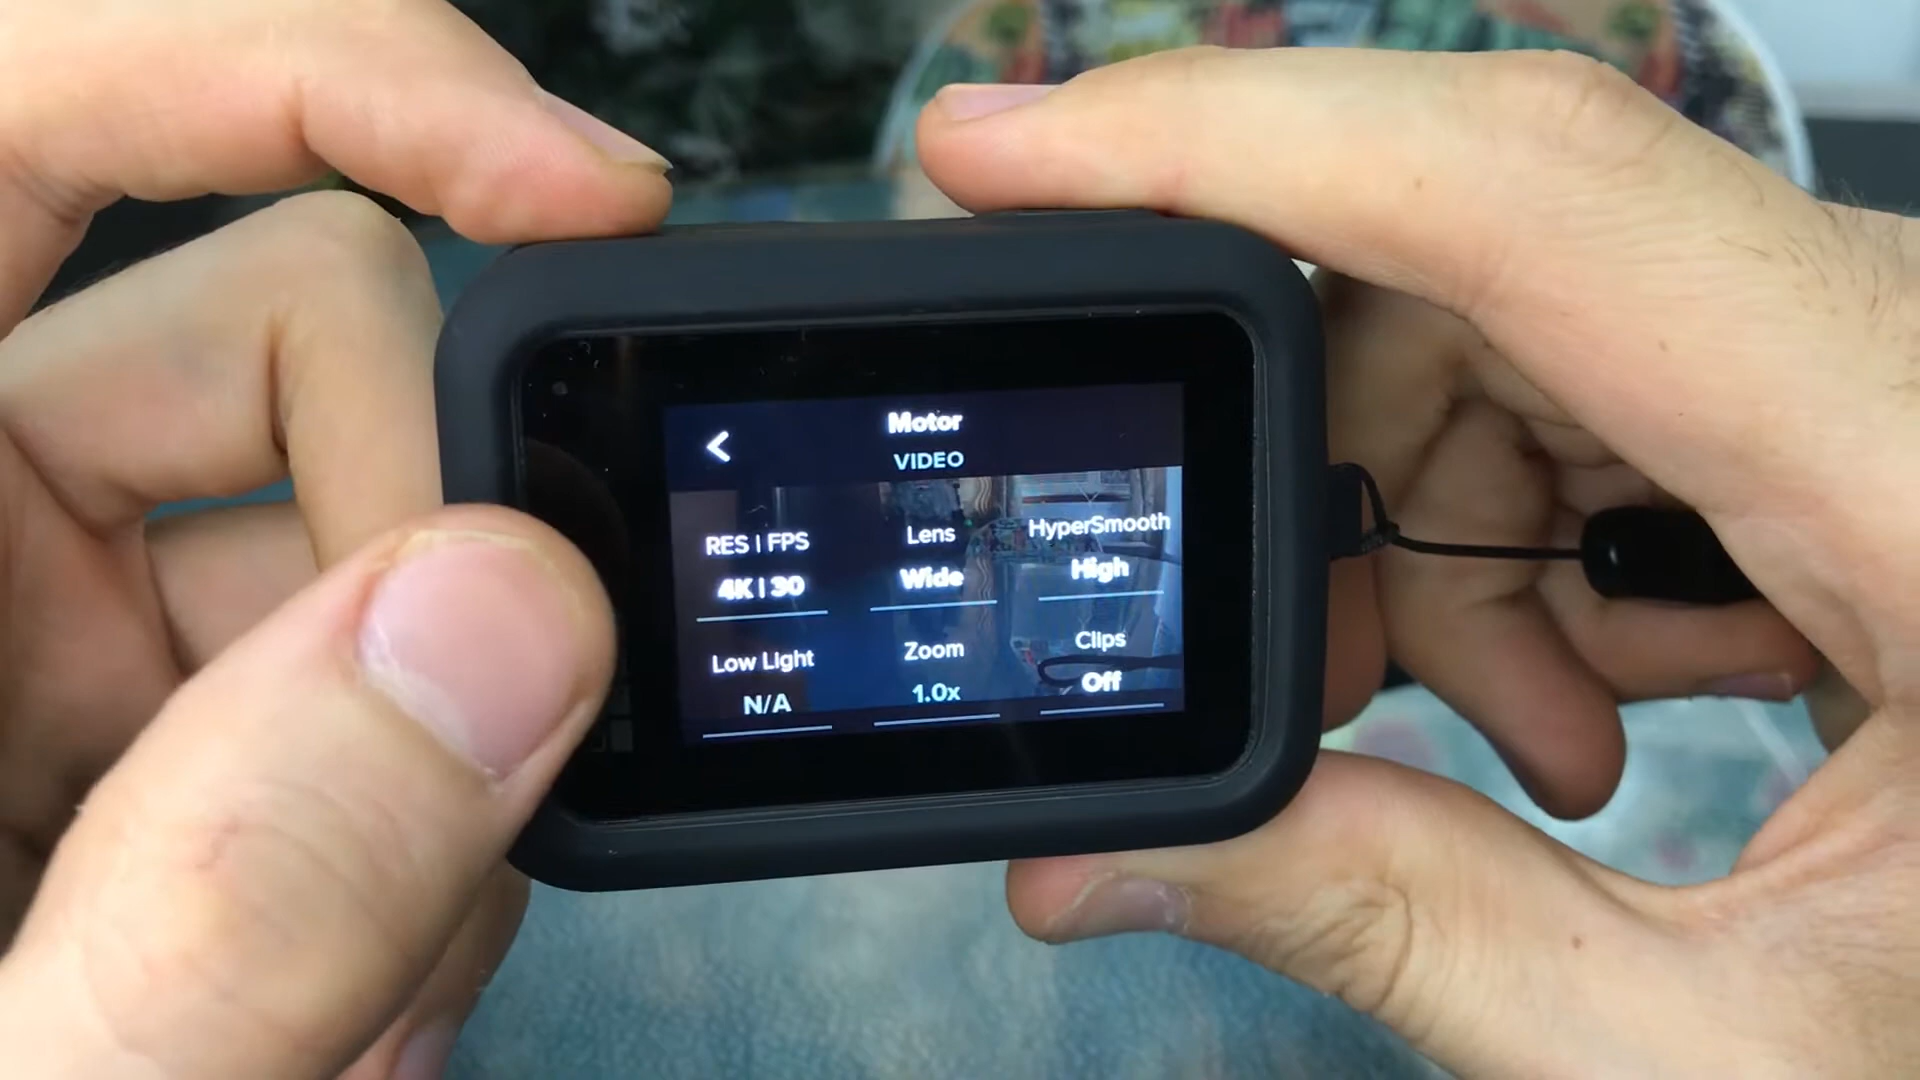 Motor
VIDEO
RES | FPS
4K | 30
Lens
Wide
HyperSmooth
High
Low Light
N/A
Zoom
1.0x
Clips
Off